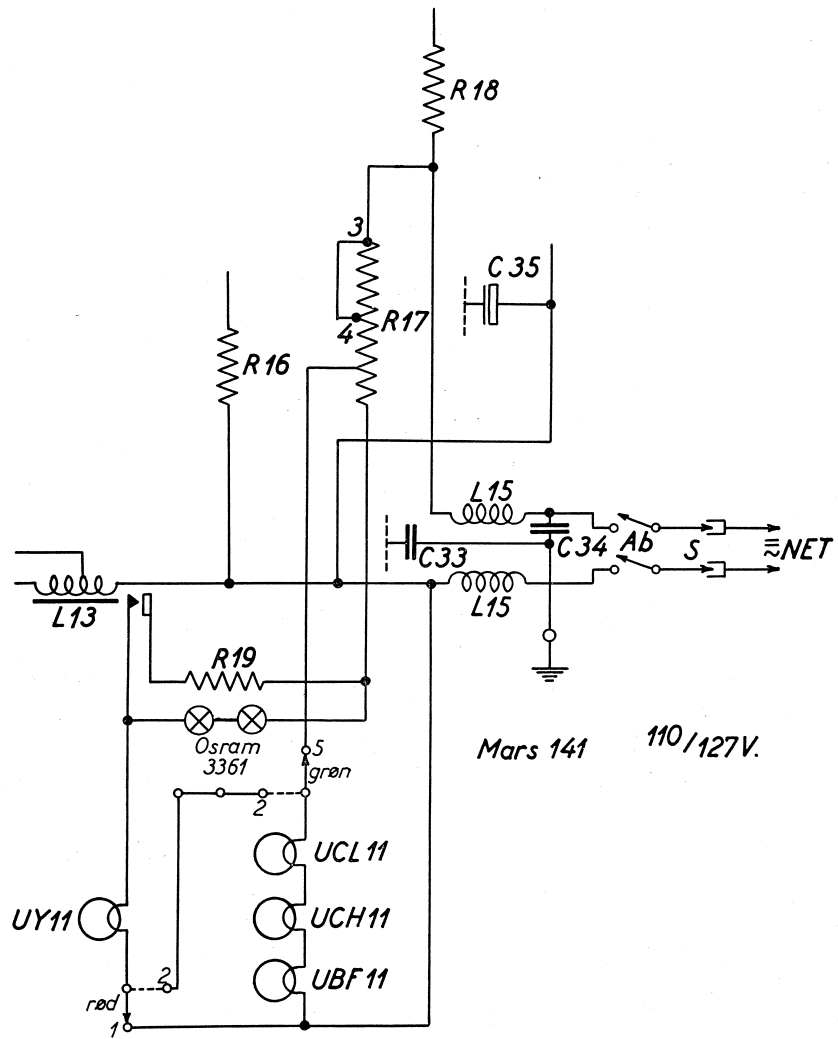 R18
3
C35
R17
4
R16
L15
C33
C34
Ab
S
≂NET
L15
L13
R19
Osram
3361
Mars 141
110/127V.
5
grøn
2
UCL11
UY11
UCH11
UBF11
2
rød
1